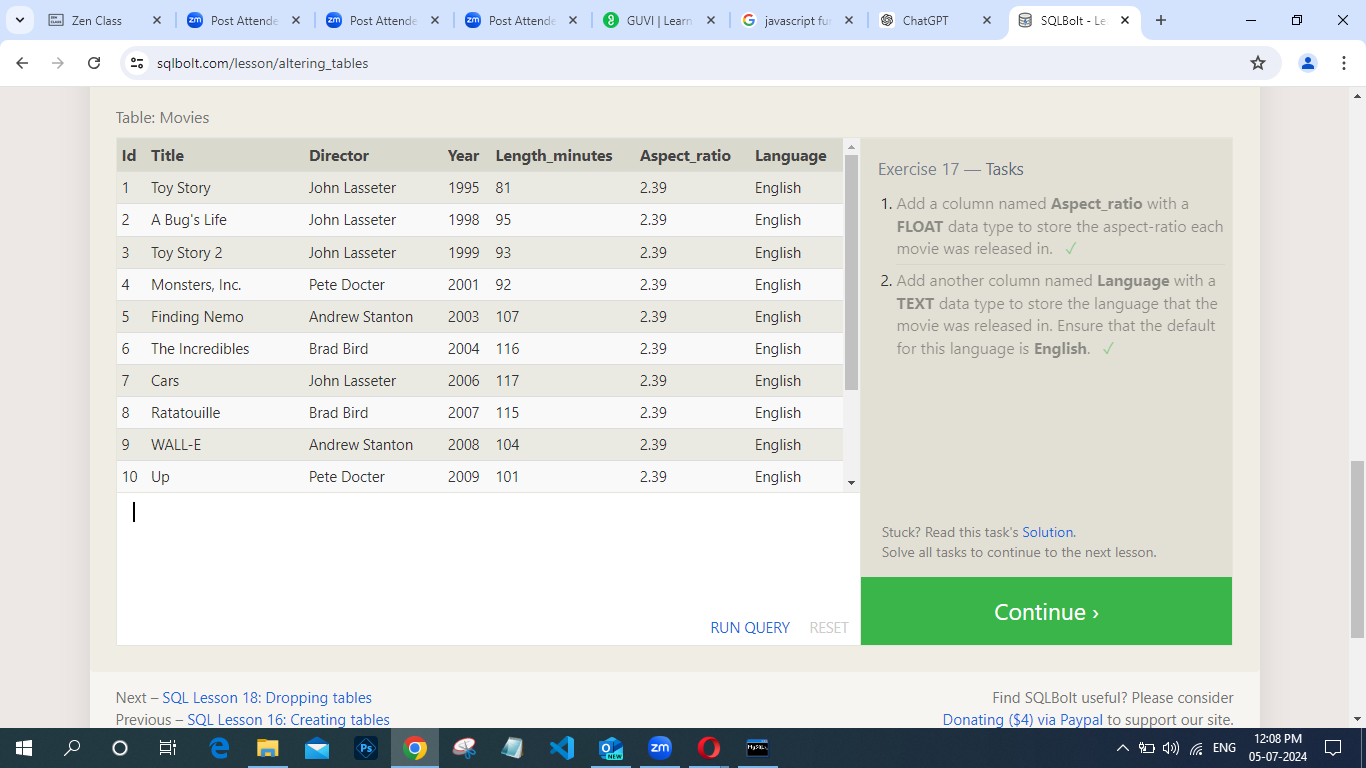 Zen Class
Post Attende
Post Attende
Post Attende
GUVI | Learn
javascript fun
ChatGPT
SQLBolt - Le
sqlbolt.com/lesson/altering_tables
Table: Movies
Id Title Director Year Length_minutes Aspect_ratio Language
1 Toy Story John Lasseter 1995 81 2.39 English
2 A Bug's Life John Lasseter 1998 95 2.39 English
3 Toy Story 2 John Lasseter 1999 93 2.39 English
4 Monsters, Inc. Pete Docter 2001 92 2.39 English
5 Finding Nemo Andrew Stanton 2003 107 2.39 English
6 The Incredibles Brad Bird 2004 116 2.39 English
7 Cars John Lasseter 2006 117 2.39 English
8 Ratatouille Brad Bird 2007 115 2.39 English
9 WALL-E Andrew Stanton 2008 104 2.39 English
10 Up Pete Docter 2009 101 2.39 English
RUN QUERY RESET
Exercise 17 — Tasks
1. Add a column named Aspect_ratio with a
FLOAT data type to store the aspect-ratio each
movie was released in. ✓
2. Add another column named Language with a
TEXT data type to store the language that the
movie was released in. Ensure that the default
for this language is English. ✓
Stuck? Read this task's Solution.
Solve all tasks to continue to the next lesson.
Continue ›
Next – SQL Lesson 18: Dropping tables
Previous – SQL Lesson 16: Creating tables
Find SQLBolt useful? Please consider
Donating ($4) via Paypal to support our site.
ENG
12:08 PM
05-07-2024